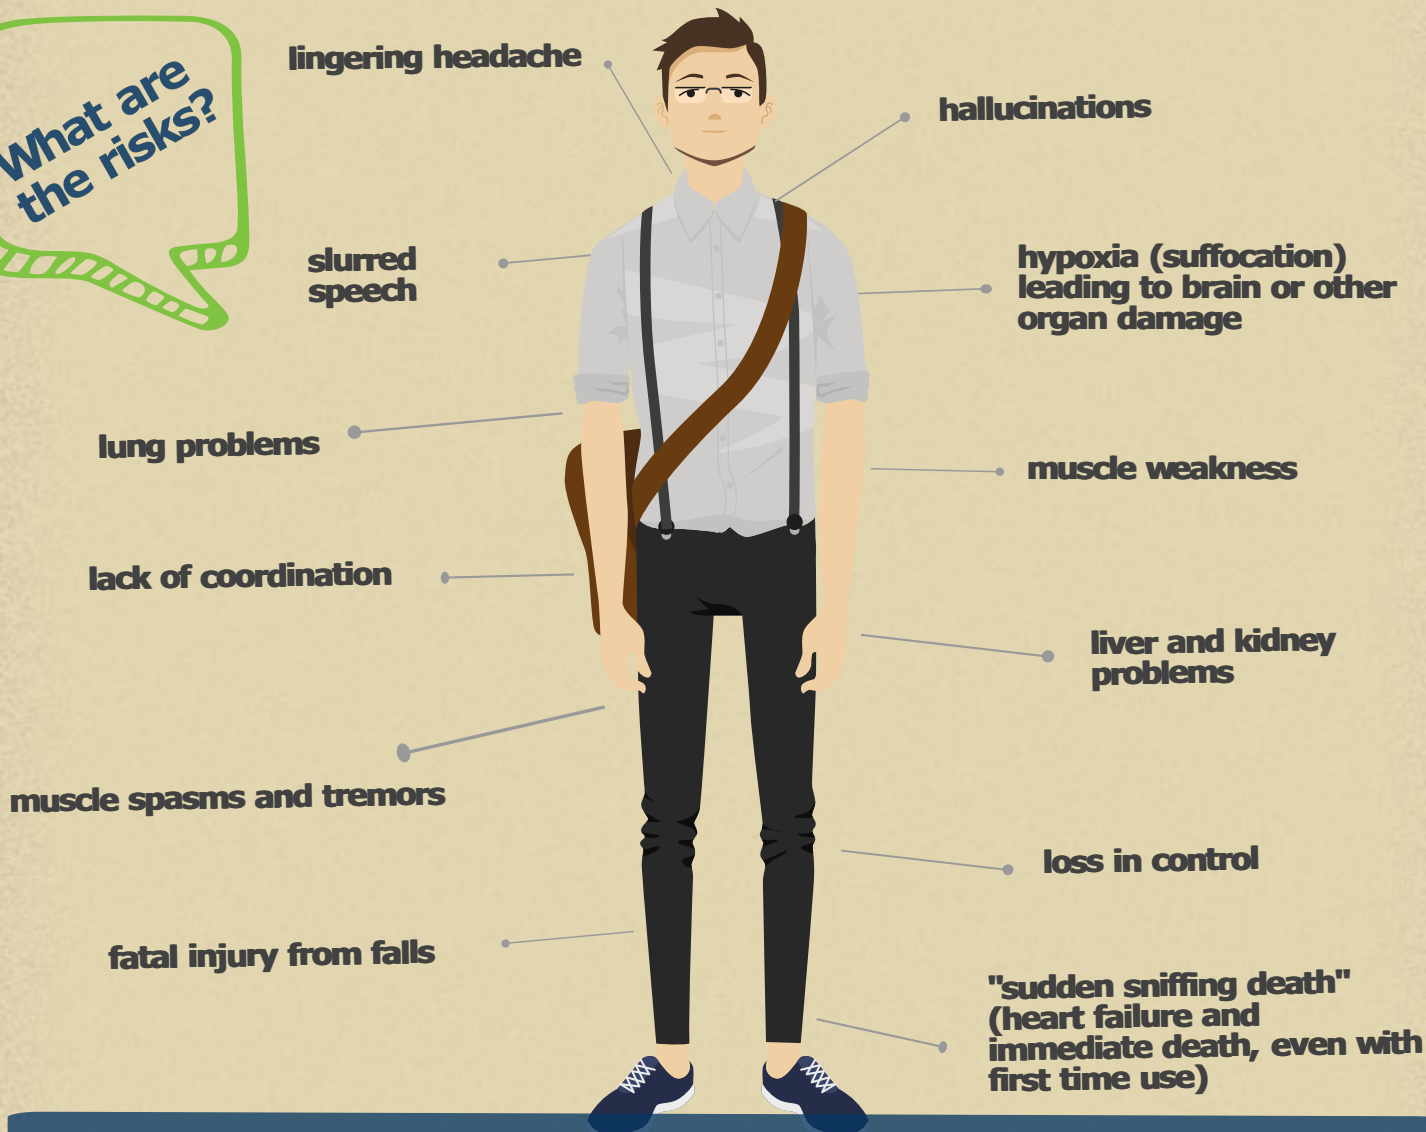 What are
the risks?
lingering headache
hallucinations
slurred
speech
hypoxia (suffocation)
leading to brain or other
organ damage
lung problems
muscle weakness
lack of coordination
liver and kidney
problems
muscle spasms and tremors
loss in control
fatal injury from falls
"sudden sniffing death"
(heart failure and
immediate death, even with
first time use)